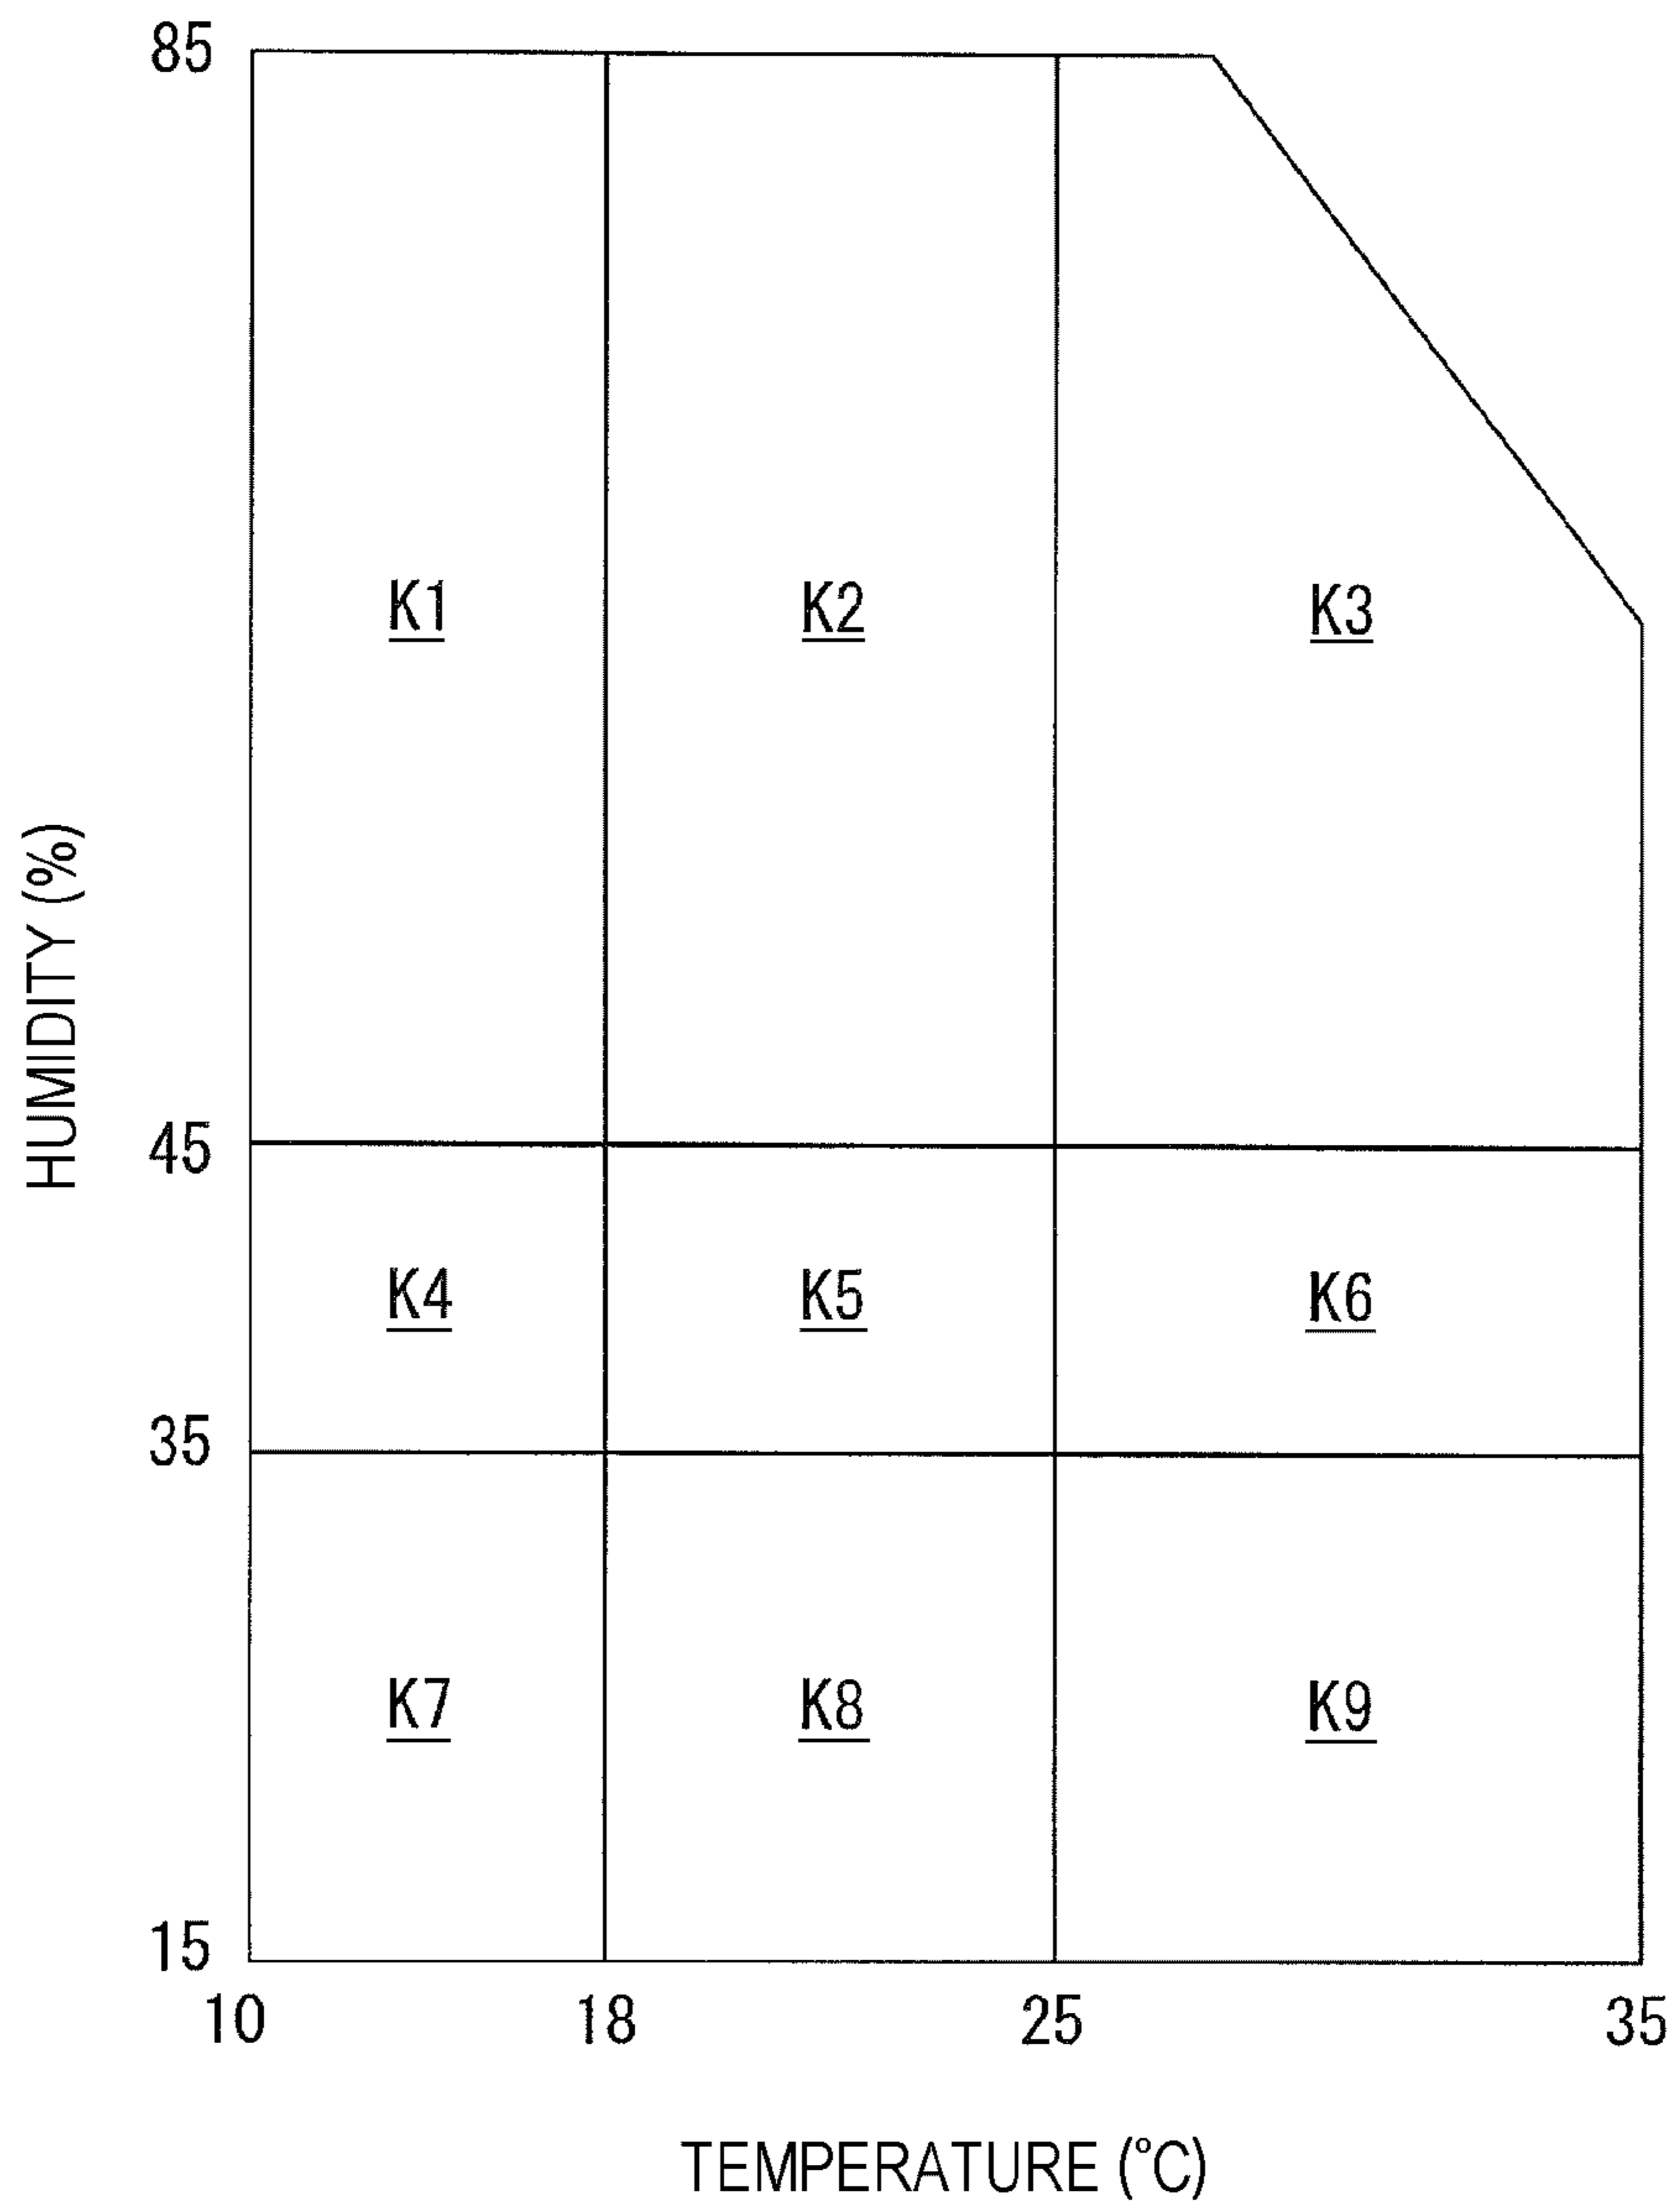 85
K1 K2 K3
HUMIDITY (%)
45
K4 K5 K6
35
K7 K8 K9
15
10 18 25 35
TEMPERATURE (°C)